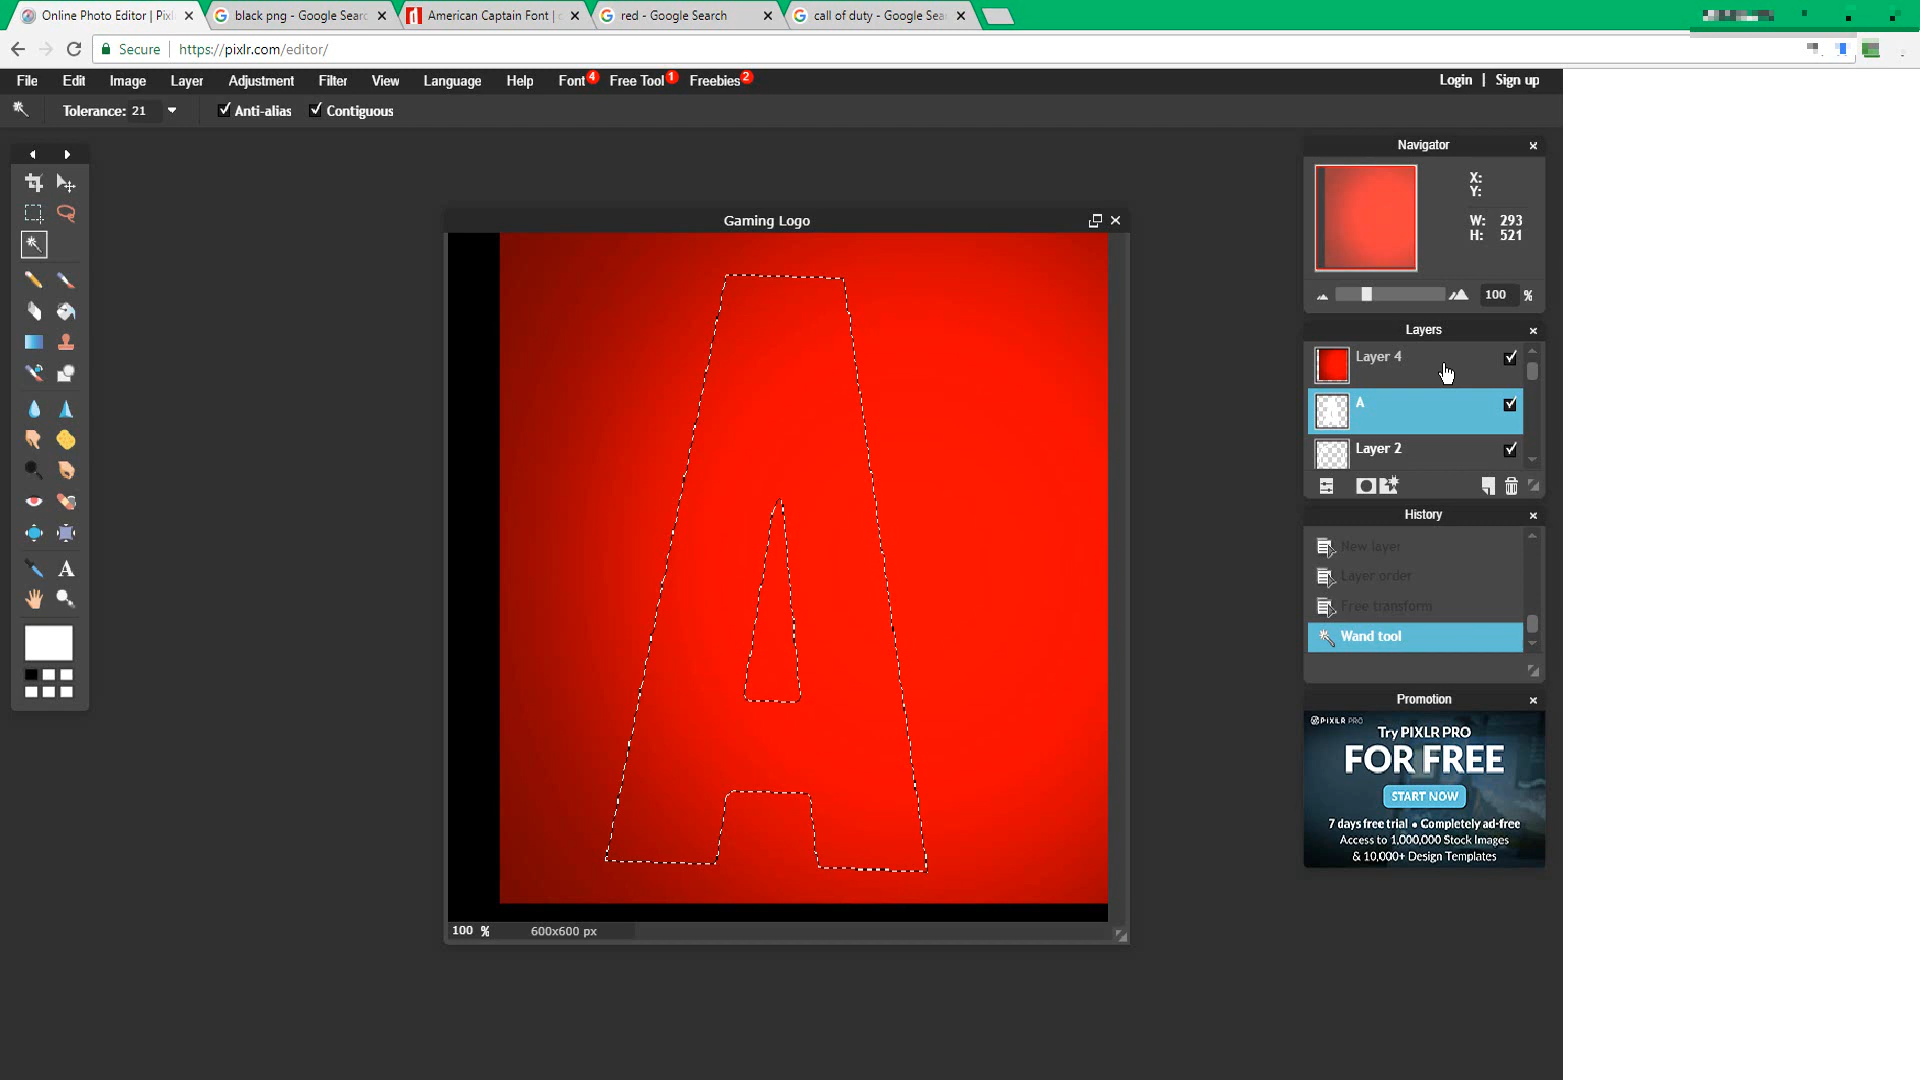 Online Photo Editor | Pixl
black png - Google Searc
American Captain Font |
red - Google Search
call of duty - Google Sea
Secure | https://pixlr.com/editor/
File Edit Image Layer Adjustment Filter View Language Help Font 4 Free Tool 1 Freebies 2 Login | Sign up
Tolerance: 21 Anti-alias Contiguous
Gaming Logo
100 % 600x600 px
Navigator
X:
Y:
W: 293
H: 521
100 %
Layers
Layer 4
A
Layer 2
History
New layer
Layer order
Free transform
Wand tool
Promotion
PIXLR PRO
Try PIXLR PRO
FOR FREE
START NOW
7 days free trial • Completely ad-free
Access to 1,000,000 Stock Images
& 10,000+ Design Templates